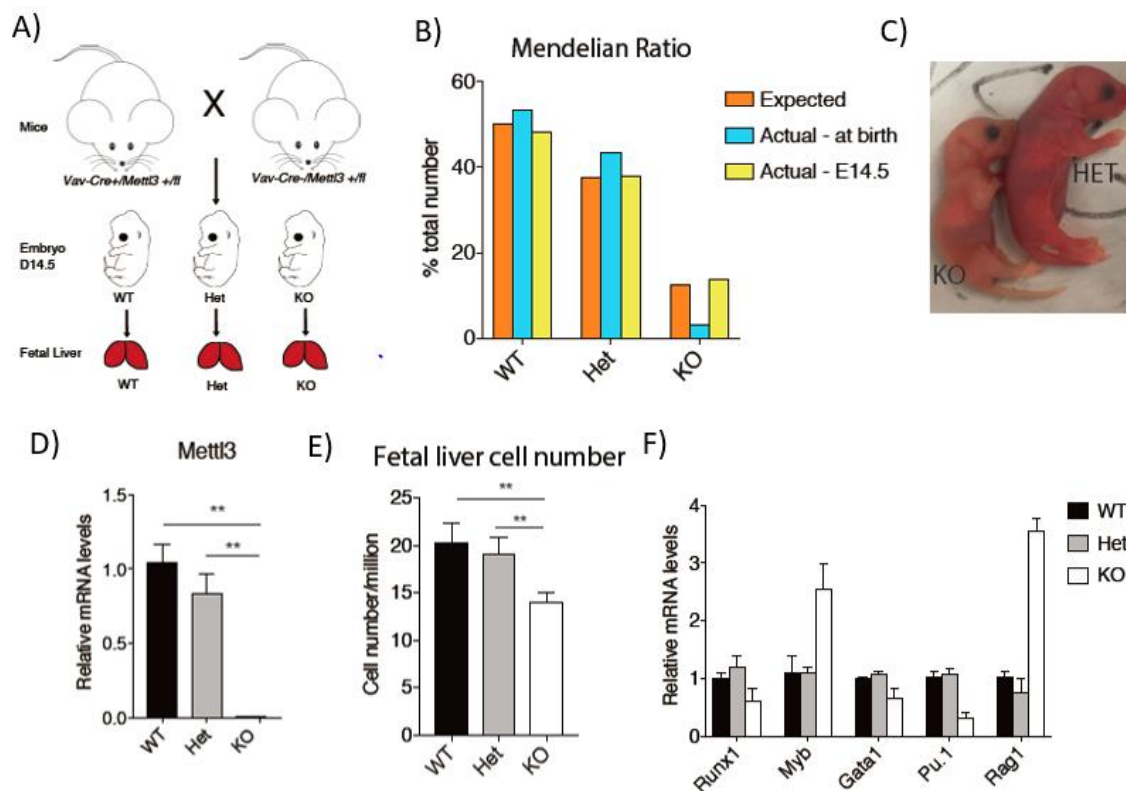 A)
Mice
X
Vav-Cre+/Mettl3 +/fl
Vav-Cre-/Mettl3 +/fl
Embryo
D14.5
WT
Het
KO
Fetal Liver
WT
Het
KO
B)
Mendelian Ratio
% total number
60
40
20
0
WT
Het
KO
Expected
Actual - at birth
Actual - E14.5
C)
HET
KO
D)
Mettl3
Relative mRNA levels
1.5
1.0
0.5
0.0
**
**
WT
Het
KO
E)
Fetal liver cell number
Cell number/million
25
20
15
10
5
0
**
**
WT
Het
KO
F)
Relative mRNA levels
4
3
2
1
0
Runx1
Myb
Gata1
Pu.1
Rag1
WT
Het
KO